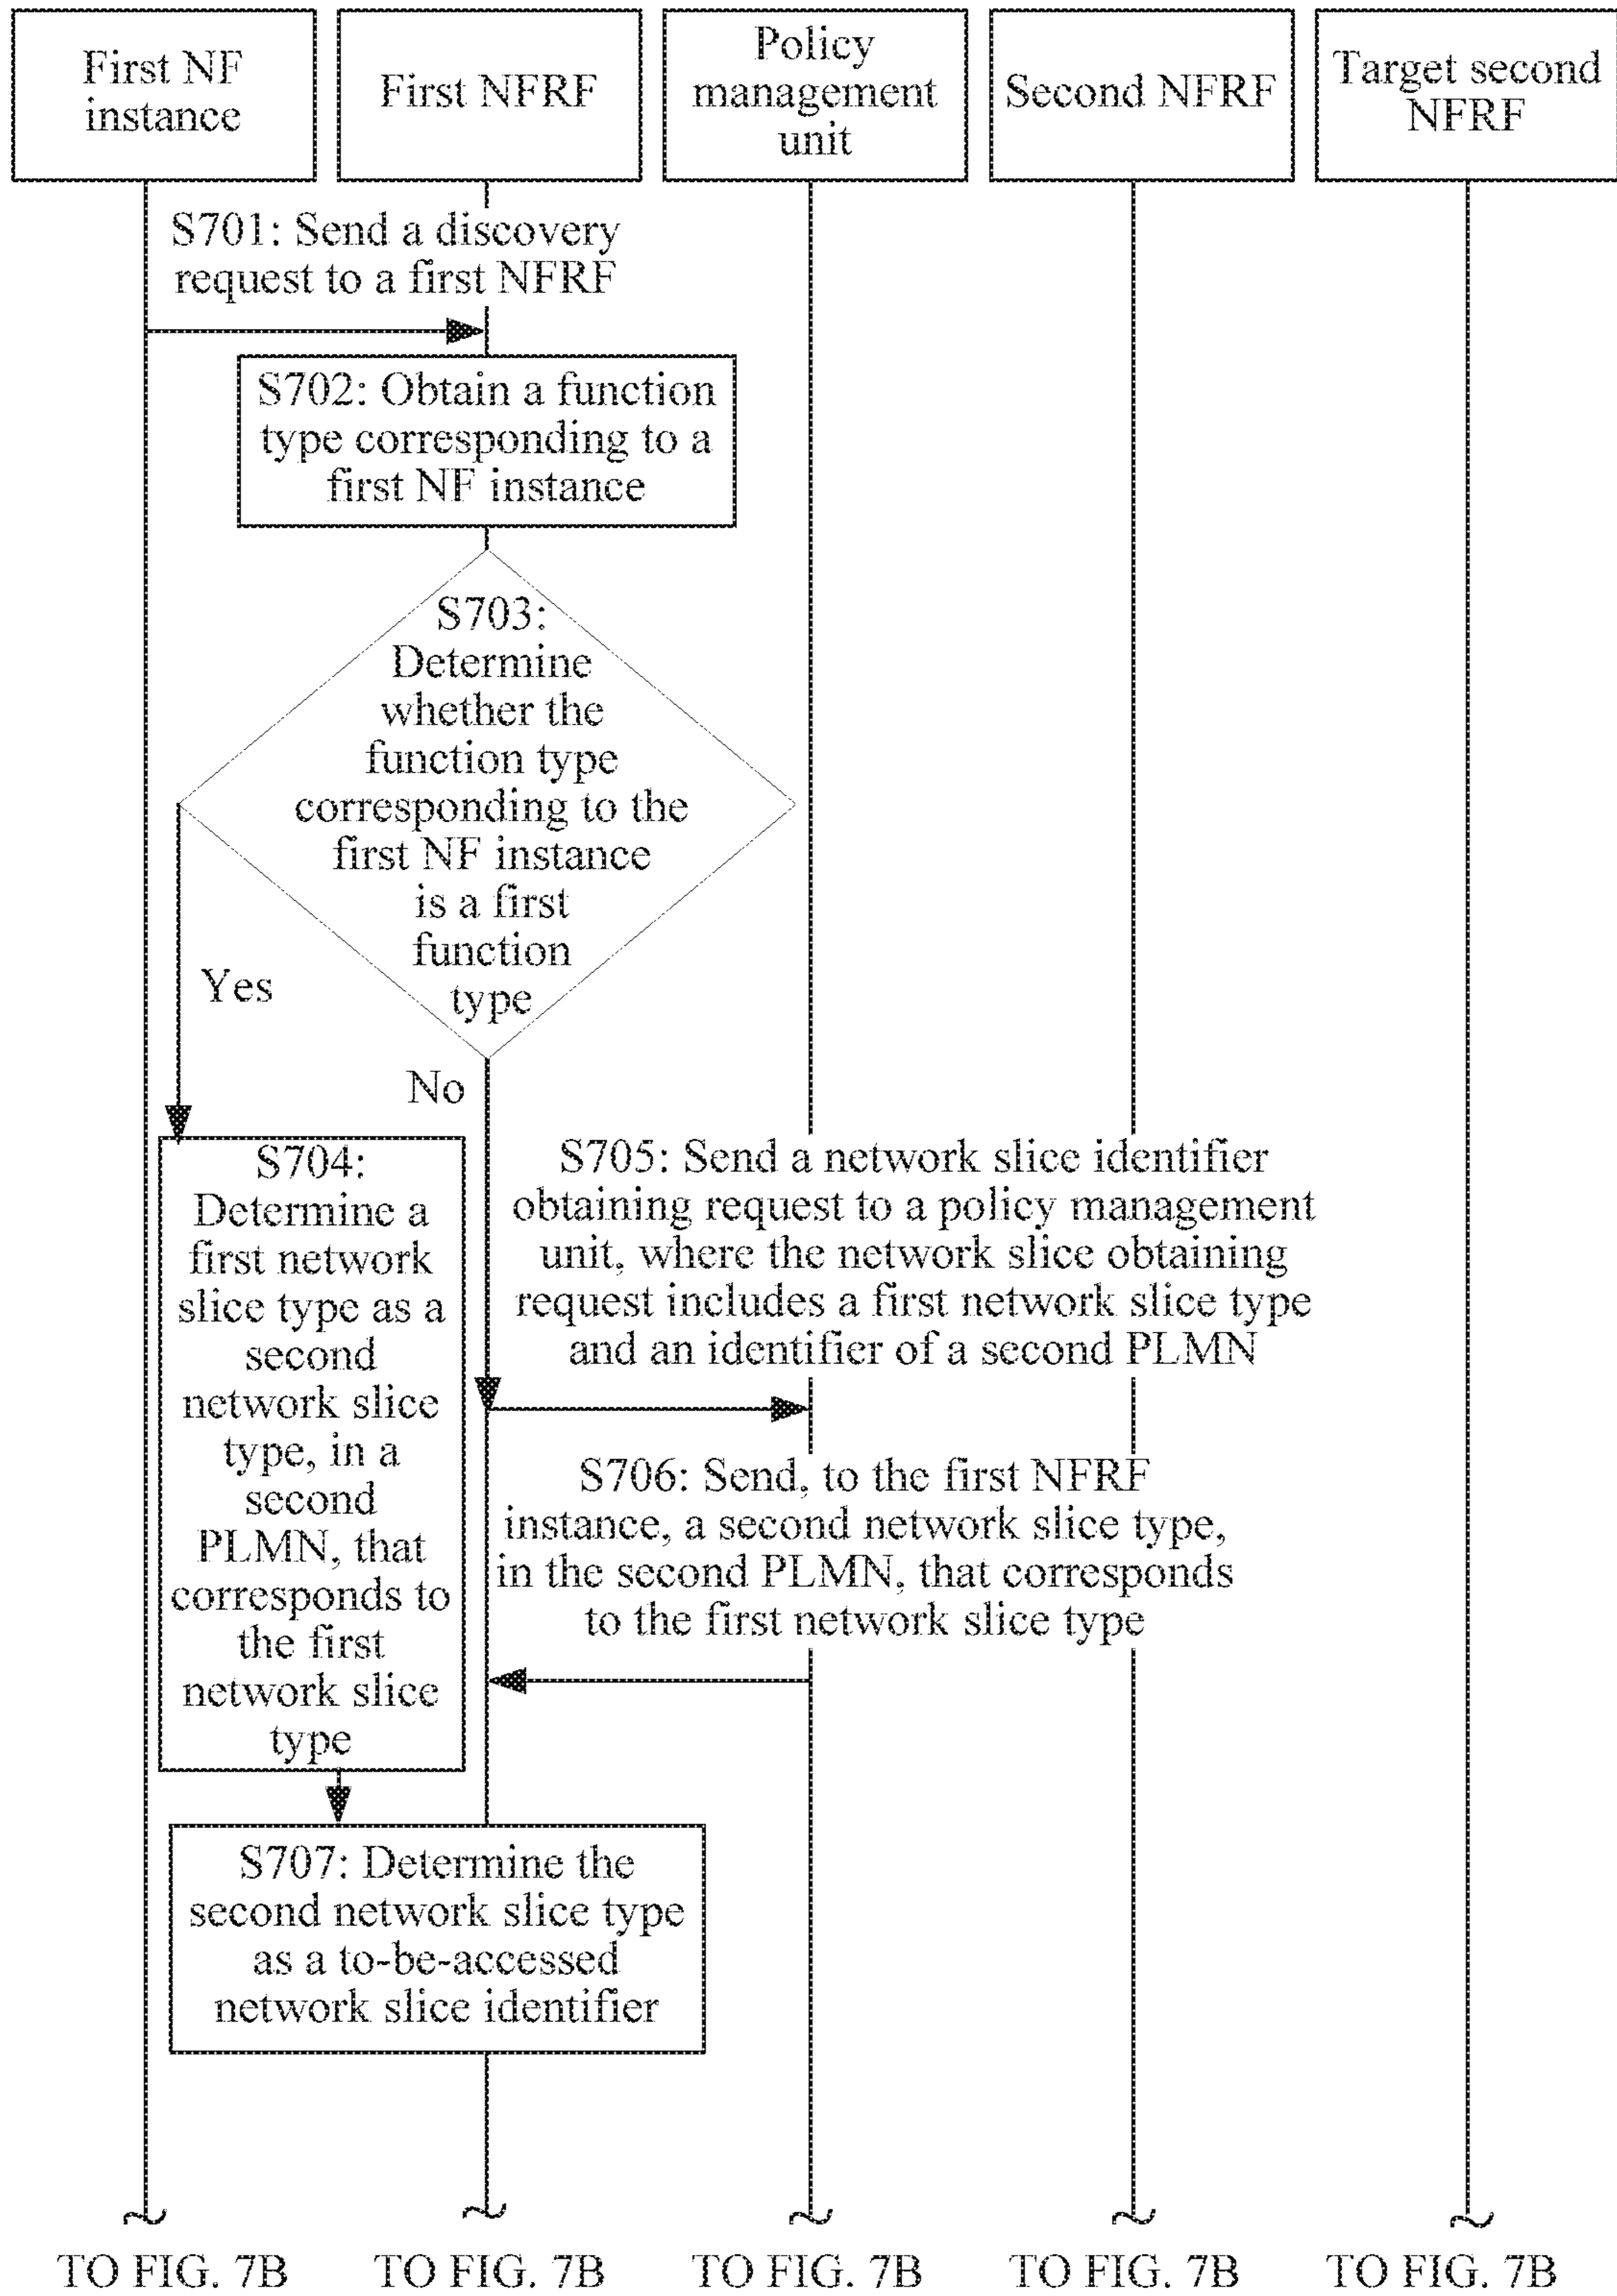 First NF
instance
First NFRF
Policy
management
unit
Second NFRF
Target second
NFRF
S701: Send a discovery
request to a first NFRF
S702: Obtain a function
type corresponding to a
first NF instance
S703:
Determine
whether the
function type
corresponding to the
first NF instance
is a first
function
type
Yes
No
S704:
Determine a
first network
slice type as a
second
network slice
type, in a
second
PLMN, that
corresponds to
the first
network slice
type
S705: Send a network slice identifier
obtaining request to a policy management
unit, where the network slice obtaining
request includes a first network slice type
and an identifier of a second PLMN
S706: Send, to the first NFRF
instance, a second network slice type,
in the second PLMN, that corresponds
to the first network slice type
S707: Determine the
second network slice type
as a to-be-accessed
network slice identifier
TO FIG. 7B
TO FIG. 7B
TO FIG. 7B
TO FIG. 7B
TO FIG. 7B